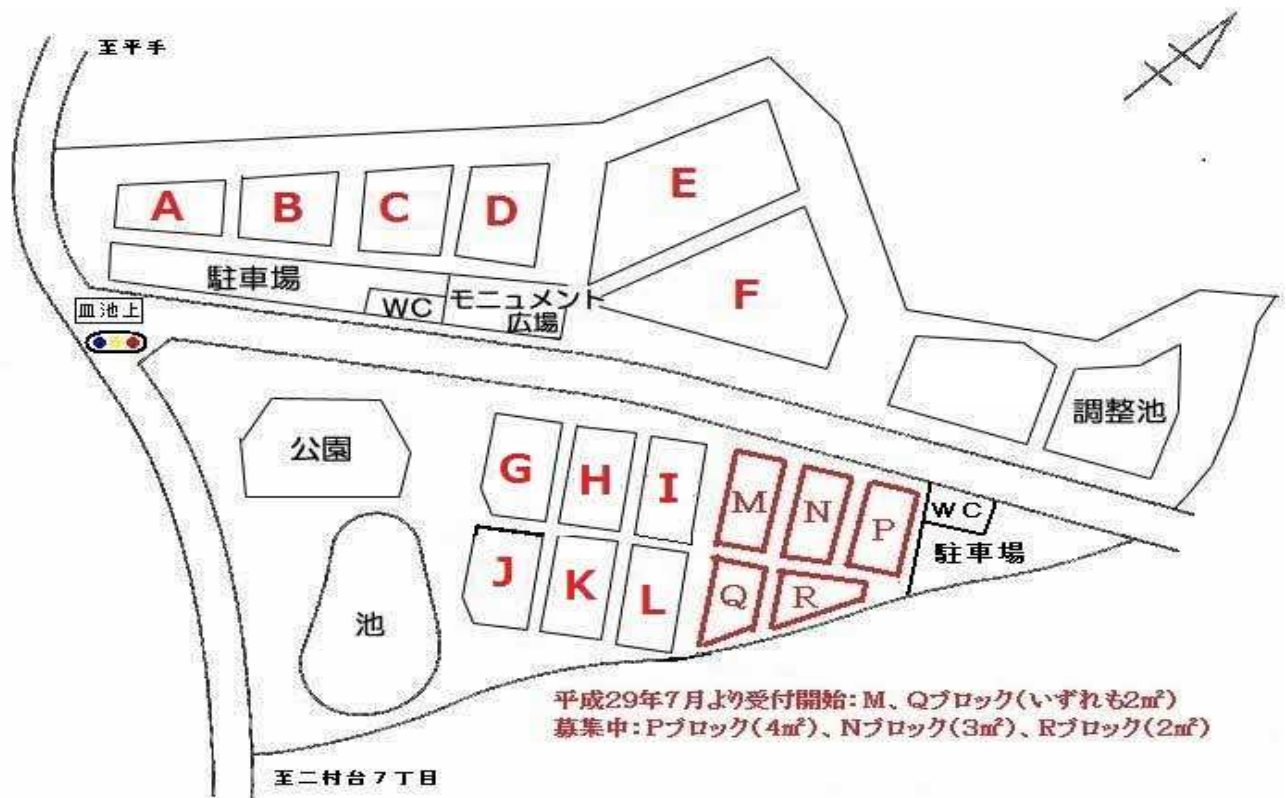 至平手
A
B
C
D
E
F
駐車場
WC
モニュメント
広場
皿池上
調整池
公園
G
H
I
M
N
P
WC
駐車場
J
K
L
Q
R
池
平成29年7月より受付開始:M、Qブロック(いずれも2㎡)
募集中:Pブロック(4㎡)、Nブロック(3㎡)、Rブロック(2㎡)
至二村台7丁目